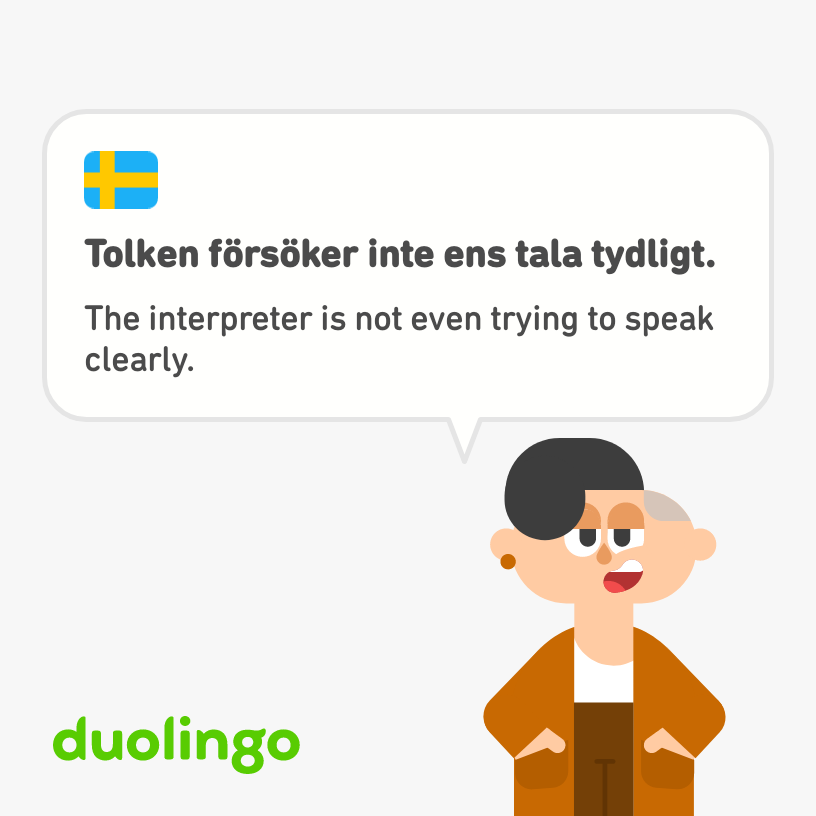 Tolken försöker inte ens tala tydligt.
The interpreter is not even trying to speak
clearly.
duolingo